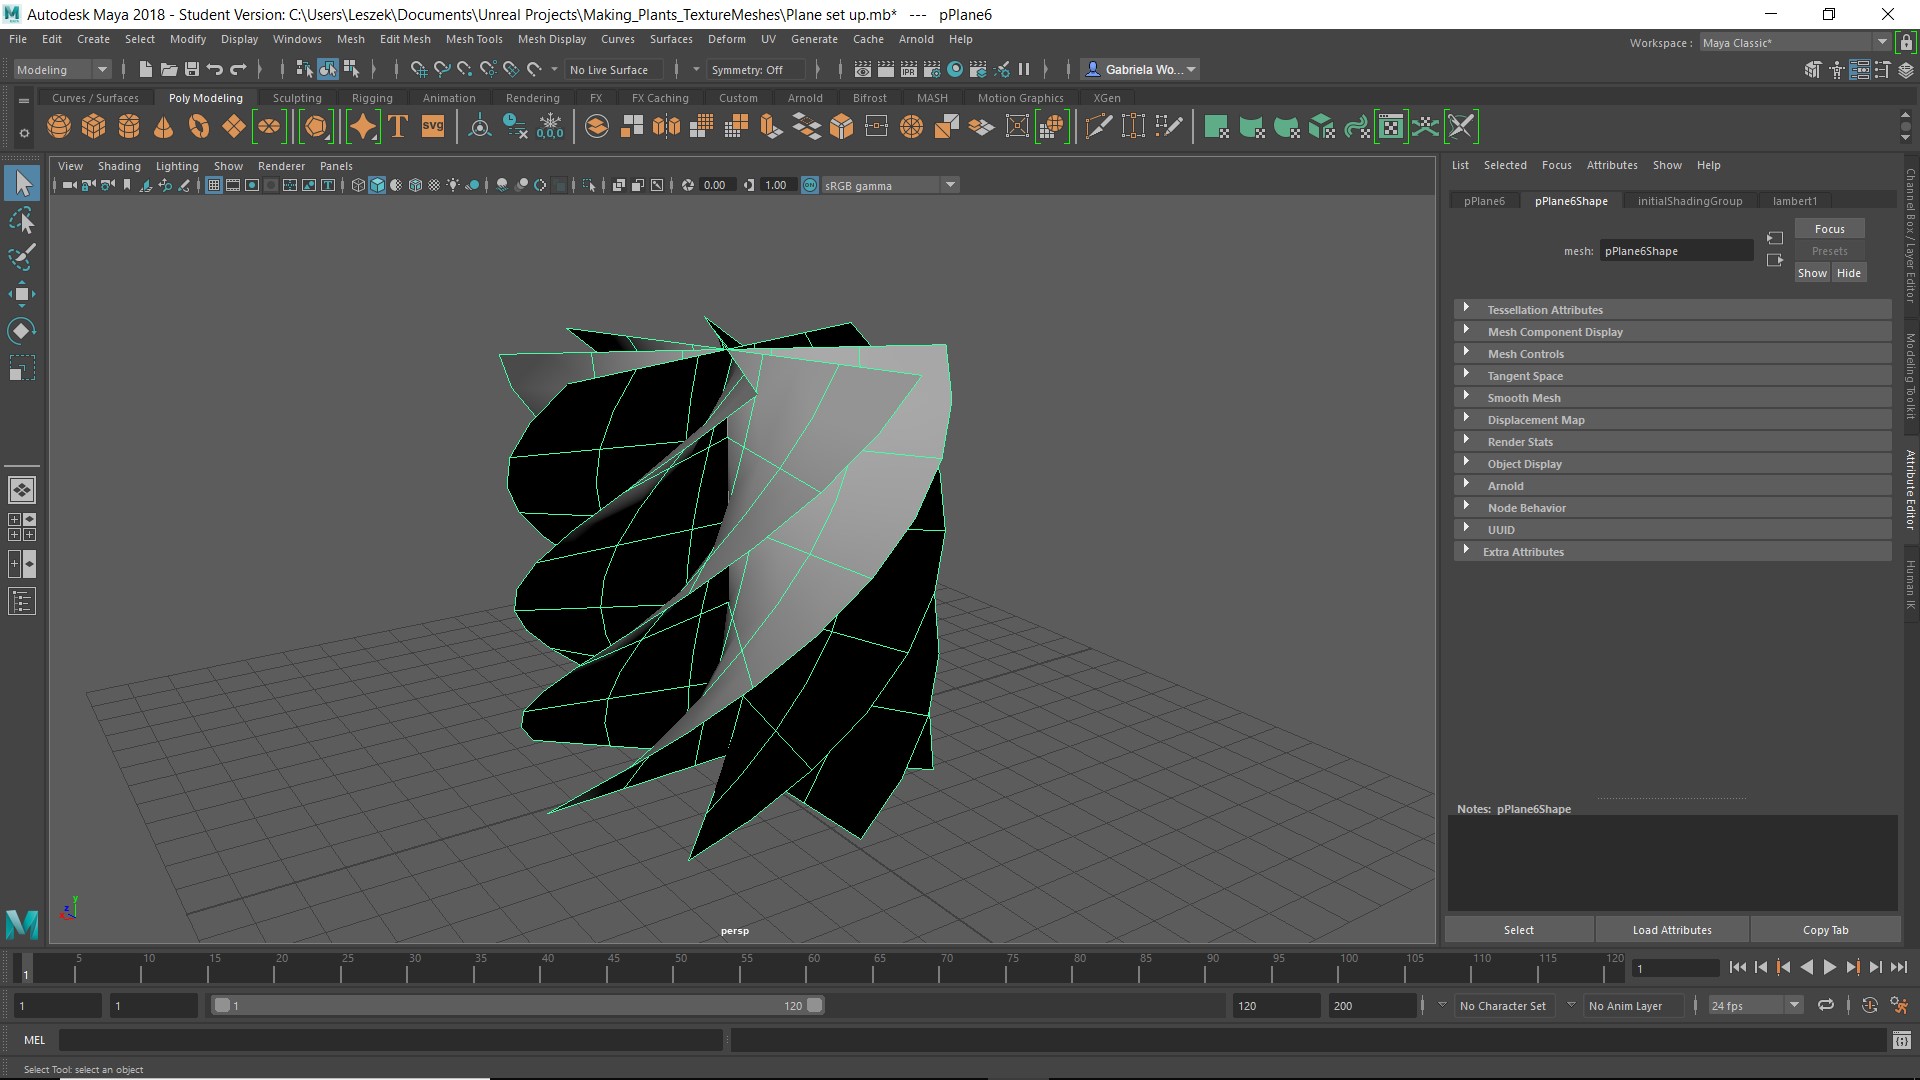 Autodesk Maya 2018 - Student Version: C:\Users\Leszek\Documents\Unreal Projects\Making_Plants_TextureMeshes\Plane set up.mb*   ---   pPlane6
File Edit Create Select Modify Display Windows Mesh Edit Mesh Mesh Tools Mesh Display Curves Surfaces Deform UV Generate Cache Arnold Help
Workspace : Maya Classic*
Modeling No Live Surface Symmetry: Off IPR Gabriela Wo...
Curves / Surfaces Poly Modeling Sculpting Rigging Animation Rendering FX FX Caching Custom Arnold Bifrost MASH Motion Graphics XGen
T SVG 0,0,0
View Shading Lighting Show Renderer Panels
0.00 1.00 ON sRGB gamma
List Selected Focus Attributes Show Help
pPlane6 pPlane6Shape initialShadingGroup lambert1
Focus
mesh: pPlane6Shape
Presets
Show Hide
Tessellation Attributes
Mesh Component Display
Mesh Controls
Tangent Space
Smooth Mesh
Displacement Map
Render Stats
Object Display
Arnold
Node Behavior
UUID
Extra Attributes
Channel Box / Layer Editor
Modeling Toolkit
Attribute Editor
Human IK
Notes: pPlane6Shape
Select Load Attributes Copy Tab
y
z
x
persp
5 10 15 20 25 30 35 40 45 50 55 60 65 70 75 80 85 90 95 100 105 110 115 120
1 1
1 1 1 120 120 200 No Character Set No Anim Layer 24 fps
MEL
Select Tool: select an object